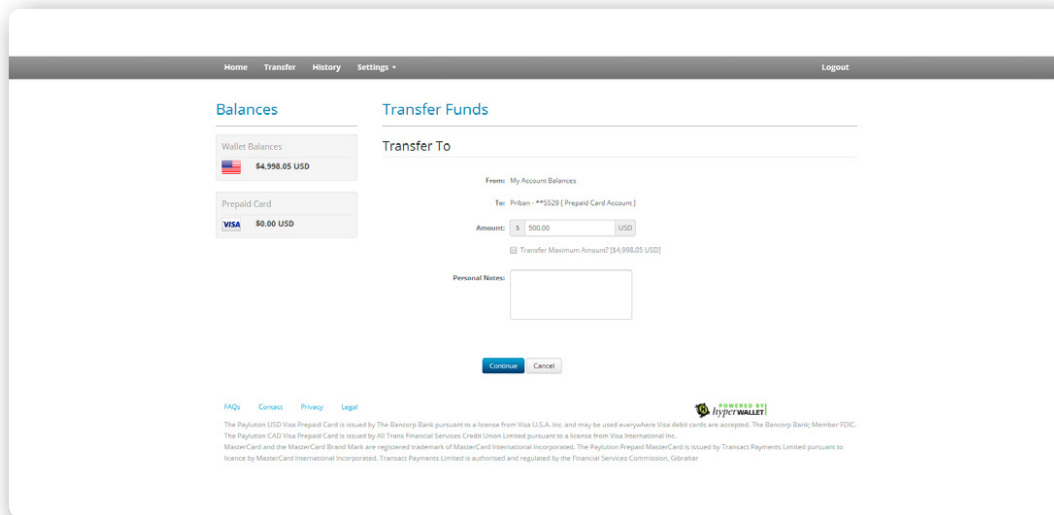 Home Transfer History Settings Logout
Balances
Wallet Balances
$4,998.05 USD
Prepaid Card
VISA $0.00 USD
Transfer Funds
Transfer To
From: My Account Balances
To: Priban - **5529 [ Prepaid Card Account ]
Amount: $ 500.00 USD
Transfer Maximum Amount? [$4,998.05 USD]
Personal Notes:
Continue Cancel
FAQs Contact Privacy Legal
POWERED BY
hyperWALLET
The Paylution USD Visa Prepaid Card is issued by The Bancorp Bank pursuant to a license from Visa U.S.A. Inc. and may be used everywhere Visa debit cards are accepted. The Bancorp Bank; Member FDIC.
The Paylution CAD Visa Prepaid Card is issued by All Trans Financial Services Credit Union Limited pursuant to a license from Visa International Inc.
MasterCard and the MasterCard Brand Mark are registered trademark of MasterCard International Incorporated. The Paylution Prepaid MasterCard is issued by Transact Payments Limited pursuant to
licence by MasterCard International Incorporated. Transact Payments Limited is authorised and regulated by the Financial Services Commission, Gibraltar